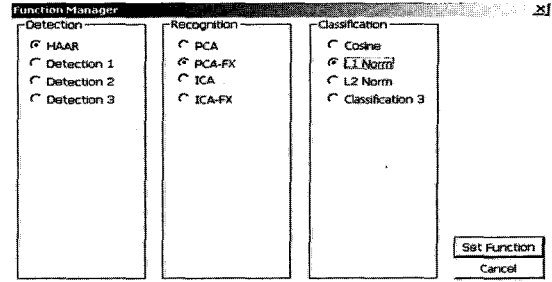 Function Manager
Detection
HAAR
Detection 1
Detection 2
Detection 3
Recognition
PCA
PCA-FX
ICA
ICA-FX
Classification
Cosine
L1 Norm
L2 Norm
Classification 3
Set Function
Cancel